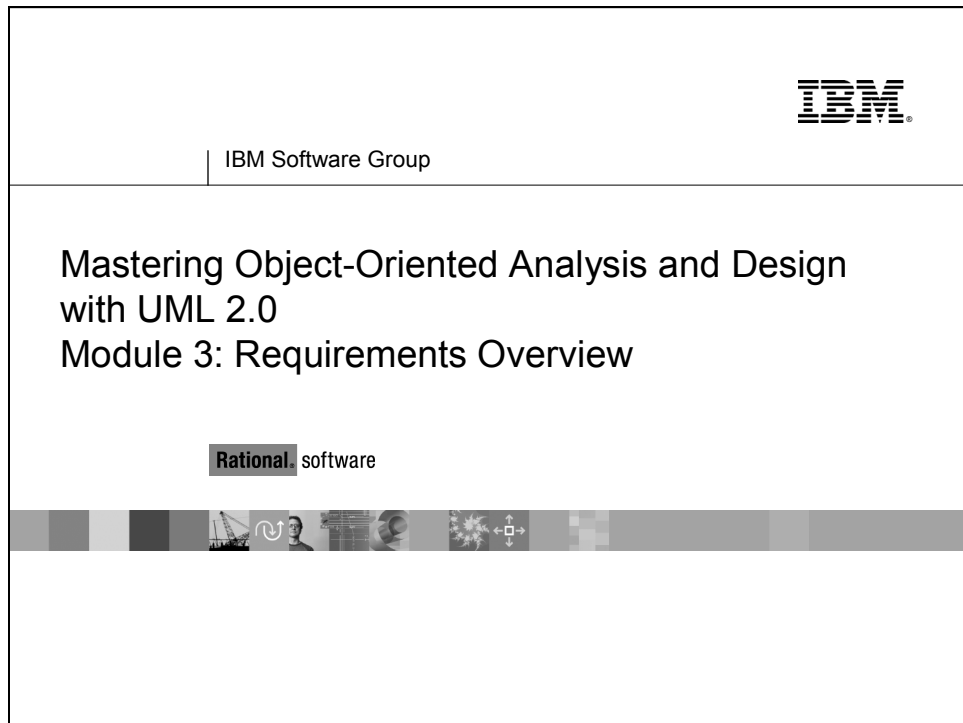 IBM®
IBM Software Group
Mastering Object-Oriented Analysis and Design
with UML 2.0
Module 3: Requirements Overview
Rational® software